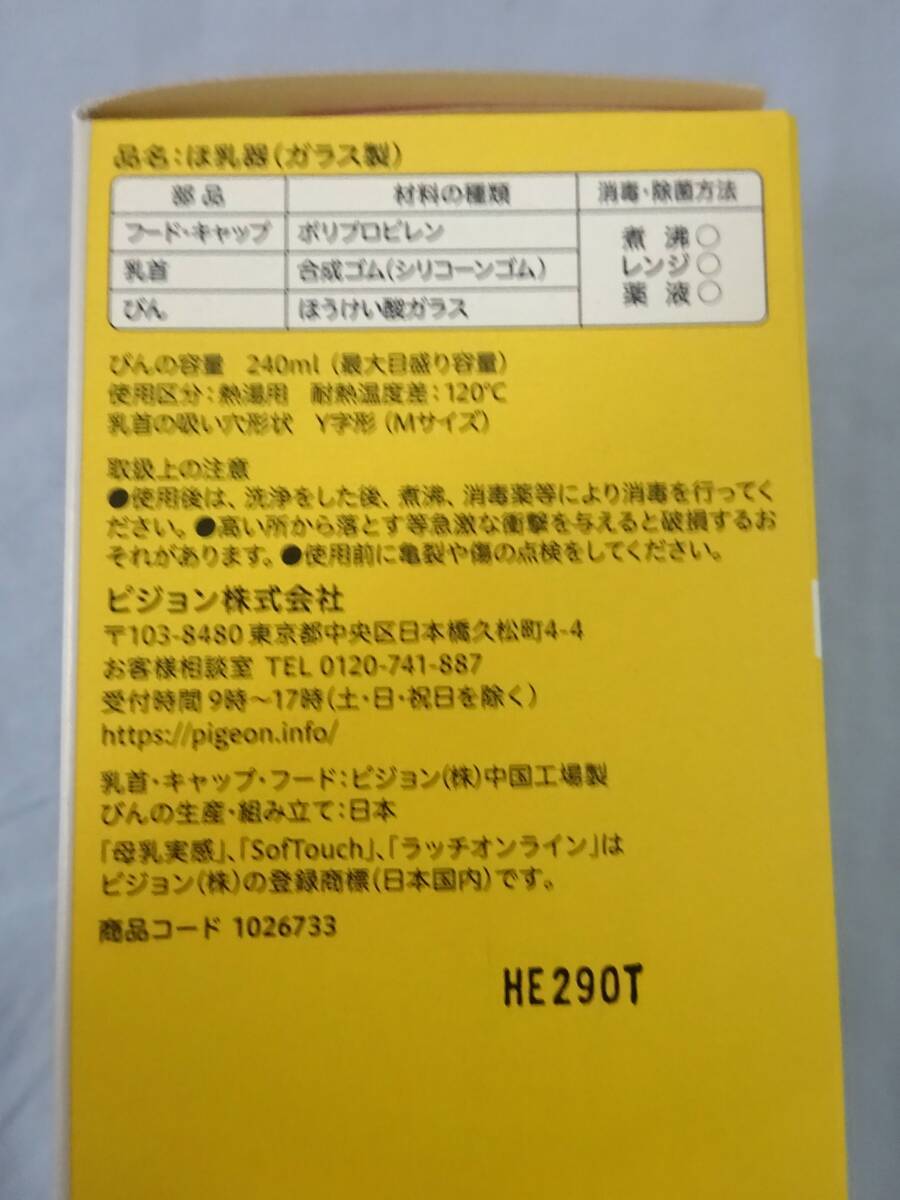 品名：ほ乳器（ガラス製）
部品 材料の種類 消毒・除菌方法
フード・キャップ ポリプロピレン 煮沸○
乳首 合成ゴム（シリコーンゴム） レンジ○
びん ほうけい酸ガラス 薬液○
びんの容量 240ml（最大目盛り容量）
使用区分：熱湯用 耐熱温度差：120℃
乳首の吸い穴形状 Y字形（Mサイズ）
取扱上の注意
●使用後は、洗浄をした後、煮沸、消毒薬等により消毒を行ってく
ださい。●高い所から落とす等急激な衝撃を与えると破損するお
それがあります。●使用前に亀裂や傷の点検をしてください。
ピジョン株式会社
〒103-8480 東京都中央区日本橋久松町4-4
お客様相談室 TEL 0120-741-887
受付時間 9時～17時（土・日・祝日を除く）
https://pigeon.info/
乳首・キャップ・フード：ピジョン（株）中国工場製
びんの生産・組み立て：日本
「母乳実感」、「SofTouch」、「ラッチオンライン」は
ピジョン（株）の登録商標（日本国内）です。
商品コード 1026733
HE290T